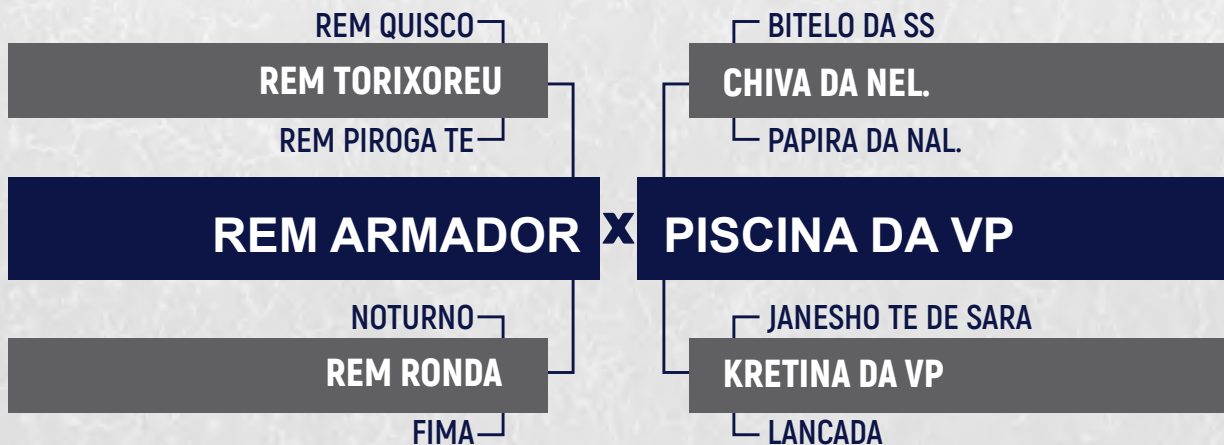 REM QUISCO
BITELO DA SS
REM TORIXOREU
CHIVA DA NEL.
REM PIROGA TE
PAPIRA DA NAL.
REM ARMADOR X PISCINA DA VP
NOTURNO
JANESHO TE DE SARA
REM RONDA
KRETINA DA VP
FIMA
LANCADA